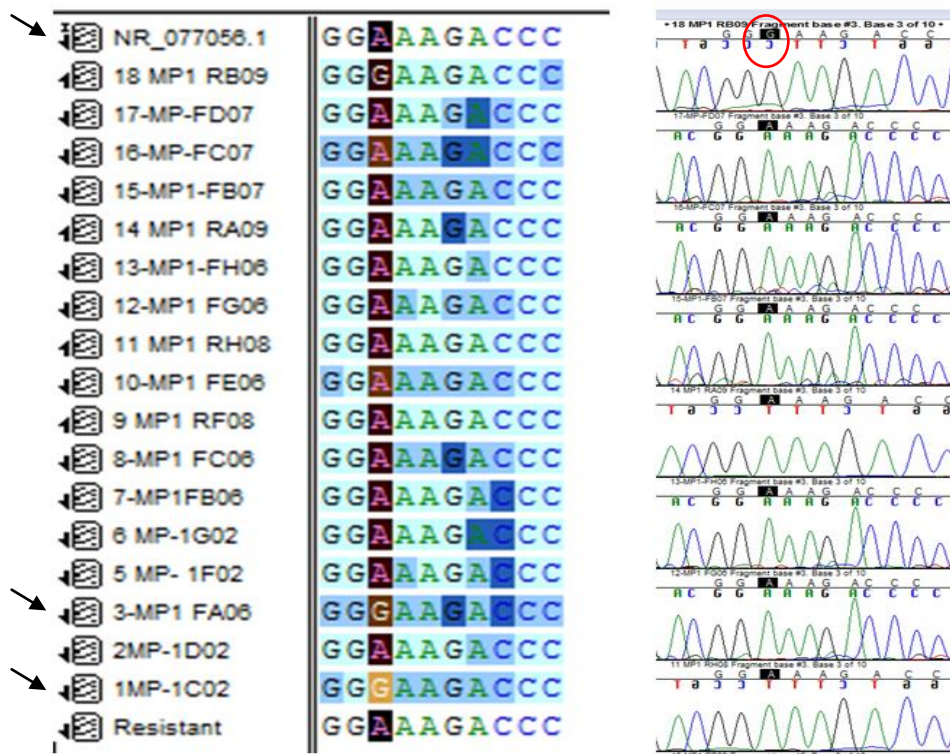 NR_077056.1 GGAAAGACCC
18 MP1 RB09 GGGAAGACCC
17-MP-FD07 GGAAAGACCC
16-MP-FC07 GGAAAGACCC
15-MP1-FB07 GGAAAGACCC
14 MP1 RA09 GGAAAGACCC
13-MP1-FH06 GGAAAGACCC
12-MP1 FG06 GGAAAGACCC
11 MP1 RH08 GGAAAGACCC
10-MP1 FE06 GGAAAGACCC
9 MP1 RF08 GGAAAGACCC
8-MP1 FC06 GGAAAGACCC
7-MP1FB06 GGAAAGACCC
6 MP-1G02 GGAAAGACCC
5 MP- 1F02 GGAAAGACCC
3-MP1 FA06 GGGAAGACCC
2MP-1D02 GGAAAGACCC
1MP-1C02 GGGAAGACCC
Resistant GGAAAGACCC
•18 MP1 RB09 Fragment base #3. Base 3 of 10 •
G G G A A G A C C
T G C C C T T C T G G
17-MP-FD07 Fragment base #3. Base 3 of 10
G G A A A G A C C C
A C G G A A A G A C C C C
16-MP-FC07 Fragment base #3. Base 3 of 10
G G A A A G A C C C
A C G G A A A G A C C C C
15-MP1-FB07 Fragment base #3. Base 3 of 10
G G A A A G A C C C
A C G G A A A G A C C C C
14 MP1 RA09 Fragment base #3. Base 3 of 10
G G A A A G A C C
T G C C T T T C T G G
13-MP1-FH06 Fragment base #3. Base 3 of 10
G G A A A G A C C C
A C G G A A A G A C C C C
12-MP1 FG06 Fragment base #3. Base 3 of 10
G G A A A G A C C C
A C G G A A A G A C C C C
11 MP1 RH08 Fragment base #3. Base 3 of 10
G G A A A G A C C
T G C C T T T C T G G